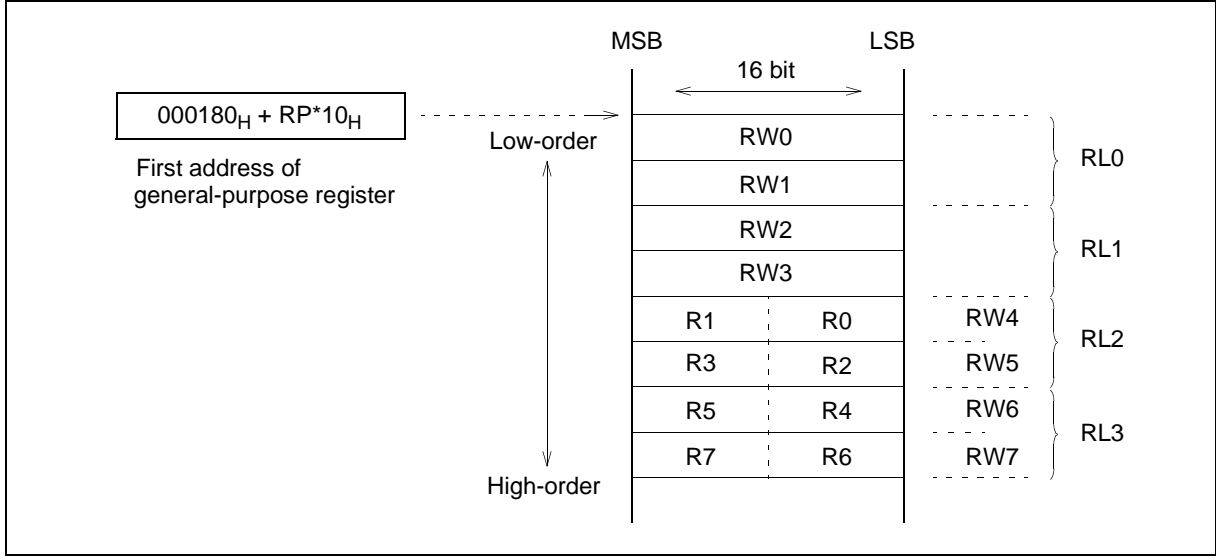 MSB LSB
16 bit
000180H + RP*10H
First address of
general-purpose register
Low-order
High-order
RW0
RW1
RW2
RW3
R1 R0 RW4
R3 R2 RW5
R5 R4 RW6
R7 R6 RW7
RL0
RL1
RL2
RL3